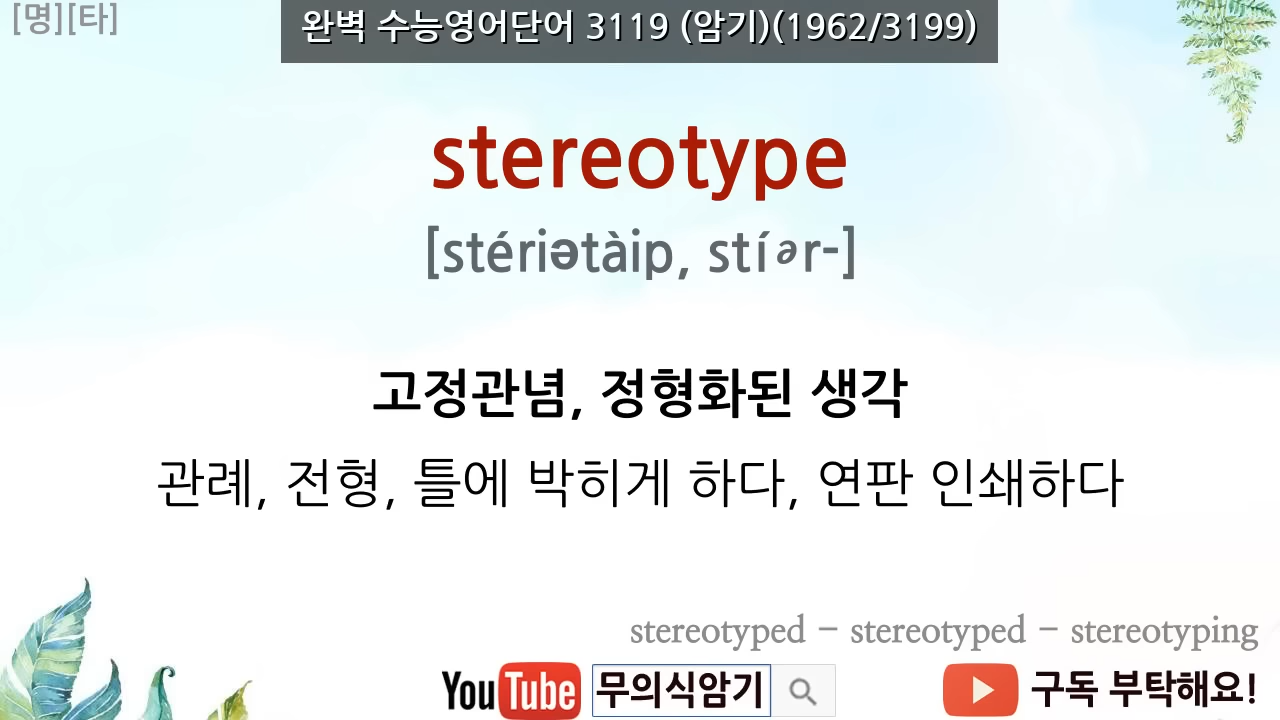 [명][타]
완벽 수능영어단어 3119 (암기)(1962/3199)
stereotype
[stériətàip, stíər-]
고정관념, 정형화된 생각
관례, 전형, 틀에 박히게 하다, 연판 인쇄하다
stereotyped - stereotyped - stereotyping
YouTube 무의식암기 구독 부탁해요!